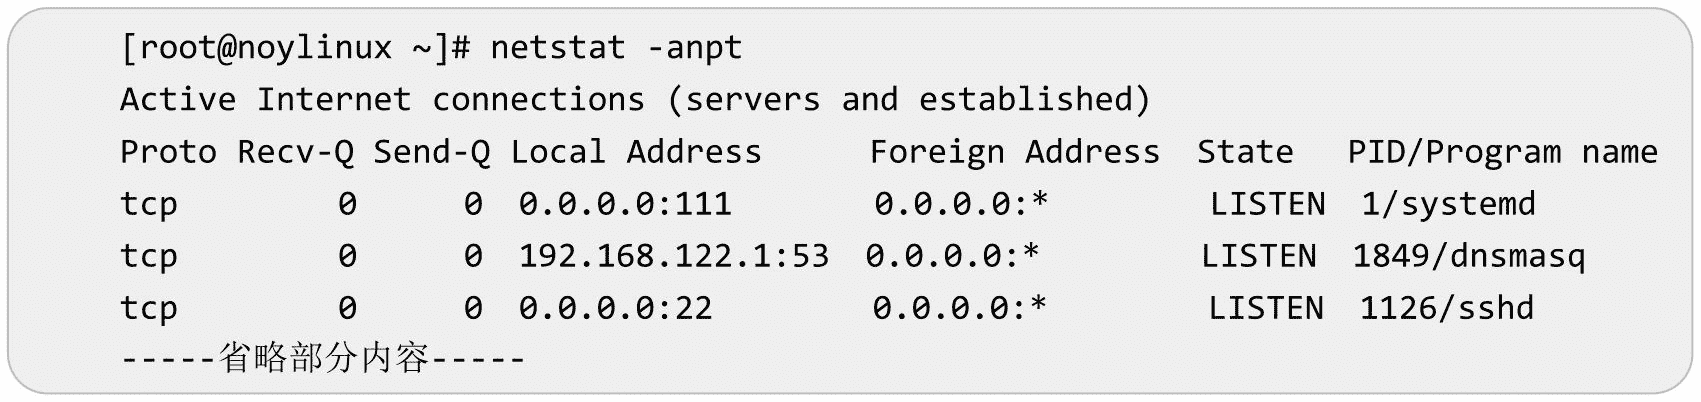 [root@noylinux ~]# netstat -anpt
Active Internet connections (servers and established)
Proto Recv-Q Send-Q Local Address Foreign Address State PID/Program name
tcp 0 0 0.0.0.0:111 0.0.0.0:* LISTEN 1/systemd
tcp 0 0 192.168.122.1:53 0.0.0.0:* LISTEN 1849/dnsmasq
tcp 0 0 0.0.0.0:22 0.0.0.0:* LISTEN 1126/sshd
-----省略部分内容-----